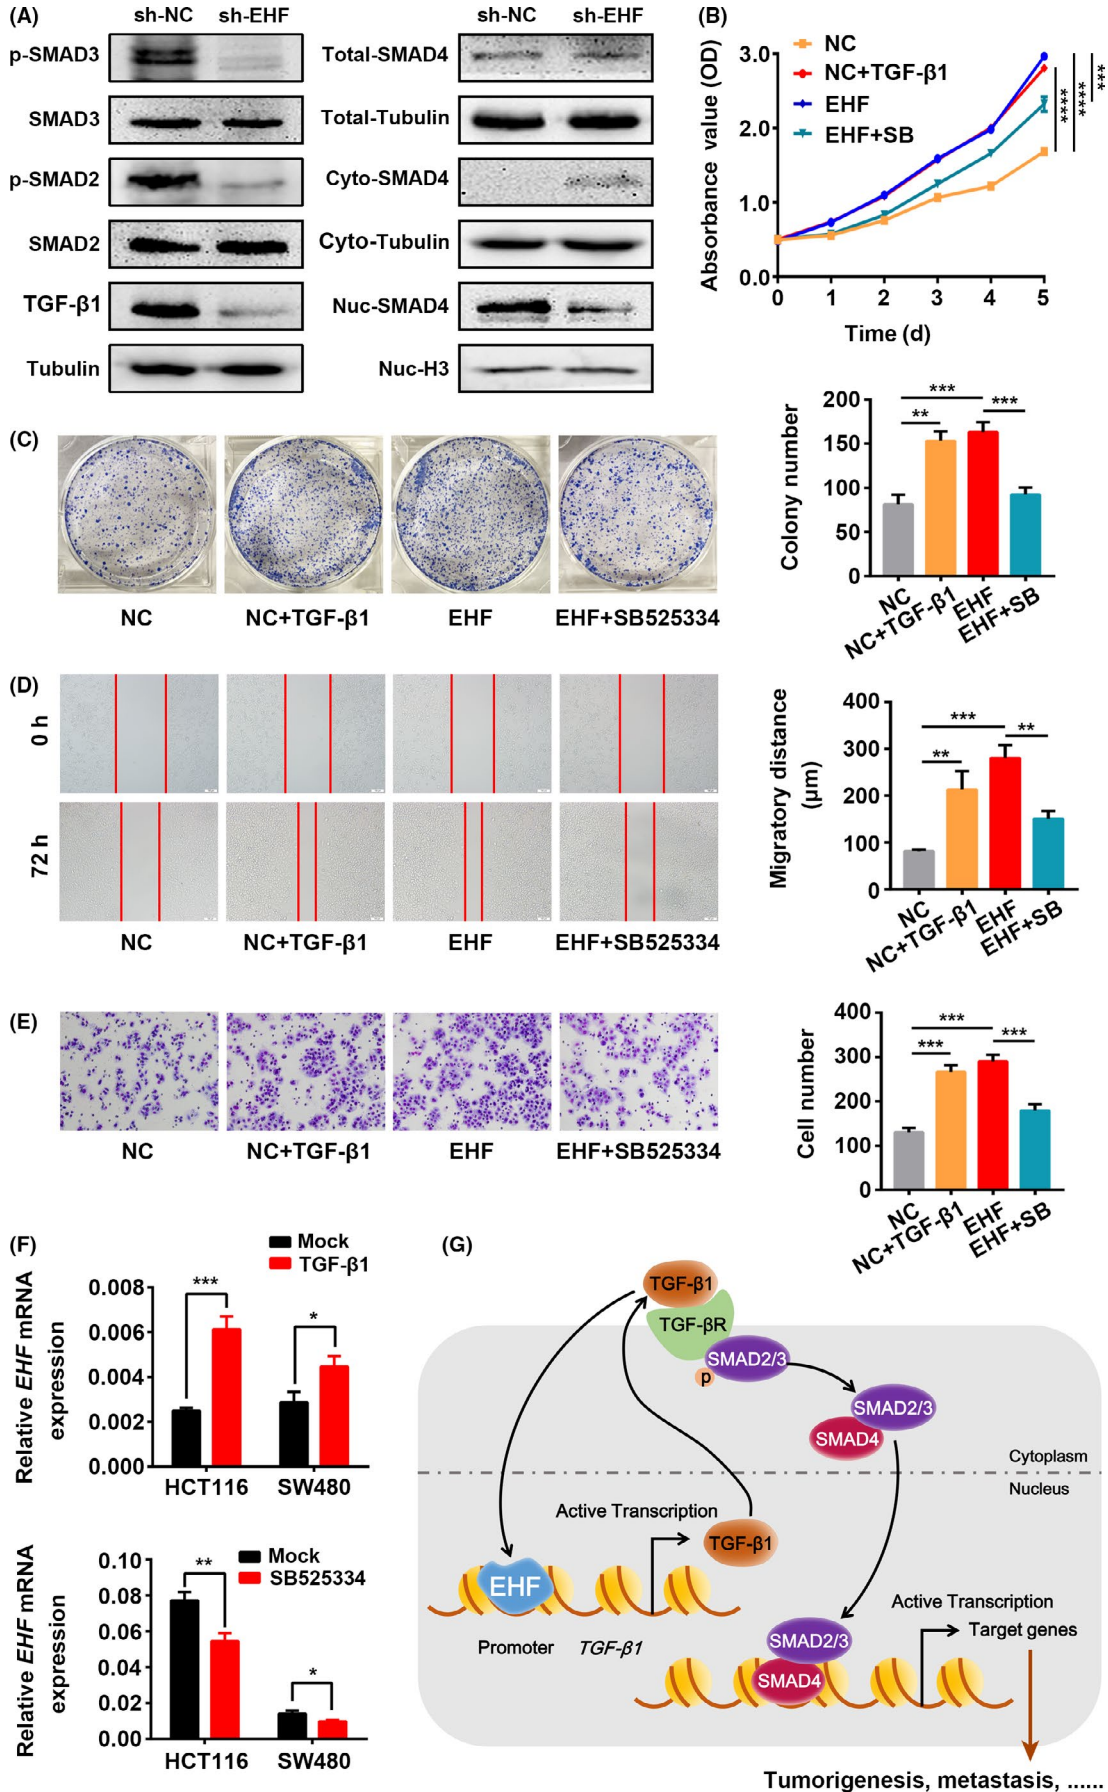 (A)
sh-NC sh-EHF
p-SMAD3
SMAD3
p-SMAD2
SMAD2
TGF-β1
Tubulin
sh-NC sh-EHF
Total-SMAD4
Total-Tubulin
Cyto-SMAD4
Cyto-Tubulin
Nuc-SMAD4
Nuc-H3
(B)
Absorbance value (OD)
3.0
2.0
1.0
0.0
0 1 2 3 4 5
Time (d)
NC
NC+TGF-β1
EHF
EHF+SB
***
****
****
(C)
NC NC+TGF-β1 EHF EHF+SB525334
Colony number
200
150
100
50
0
***
** ***
NC NC+TGF-β1 EHF EHF+SB
(D)
0 h
72 h
NC NC+TGF-β1 EHF EHF+SB525334
Migratory distance
(μm)
400
300
200
100
0
*** **
**
NC NC+TGF-β1 EHF EHF+SB
(E)
NC NC+TGF-β1 EHF EHF+SB525334
Cell number
400
300
200
100
0
*** ***
***
NC NC+TGF-β1 EHF EHF+SB
(F)
Mock
TGF-β1
Relative EHF mRNA
expression
0.008
0.006
0.004
0.002
0.000
*** *
HCT116 SW480
Mock
SB525334
Relative EHF mRNA
expression
0.10
0.08
0.06
0.04
0.02
0.00
** *
HCT116 SW480
(G)
TGF-β1
TGF-βR
SMAD2/3
p
SMAD2/3
SMAD4
Cytoplasm
Nucleus
Active Transcription
TGF-β1
EHF
Promoter TGF-β1
Active Transcription
Target genes
SMAD2/3
SMAD4
Tumorigenesis, metastasis, ......